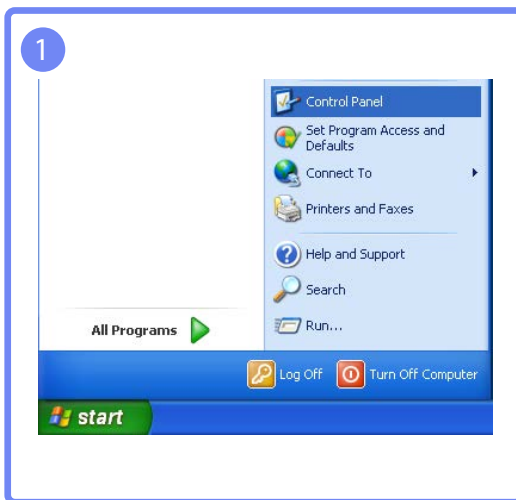 1
Control Panel
Set Program Access and
Defaults
Connect To
Printers and Faxes
Help and Support
Search
Run...
All Programs
Log Off
Turn Off Computer
start